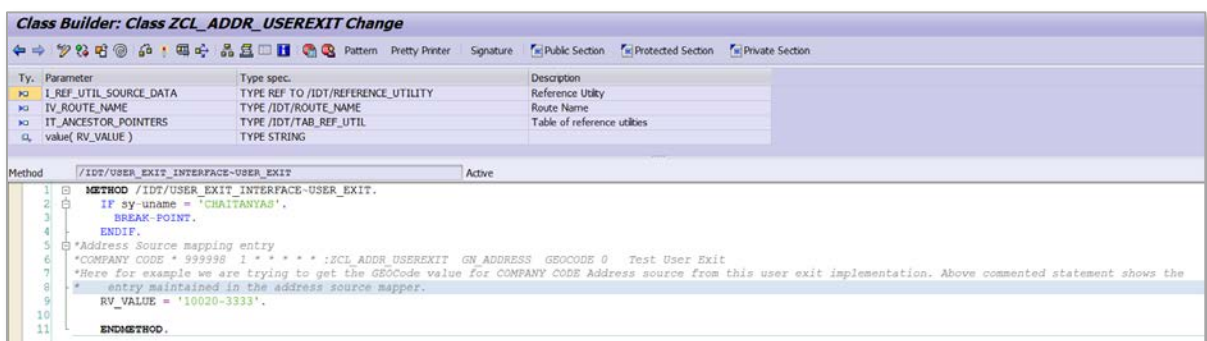 Class Builder: Class ZCL_ADDR_USEREXIT Change
Pattern Pretty Printer Signature Public Section Protected Section Private Section
Ty. Parameter Type spec. Description
I_REF_UTIL_SOURCE_DATA TYPE REF TO /IDT/REFERENCE_UTILITY Reference Utility
IV_ROUTE_NAME TYPE /IDT/ROUTE_NAME Route Name
IT_ANCESTOR_POINTERS TYPE /IDT/TAB_REF_UTIL Table of reference utilities
value( RV_VALUE ) TYPE STRING
Method /IDT/USER_EXIT_INTERFACE~USER_EXIT Active
1 METHOD /IDT/USER_EXIT_INTERFACE~USER_EXIT.
2 IF sy-uname = 'CHAITANYAS'.
3 BREAK-POINT.
4 ENDIF.
5 *Address Source mapping entry
6 *COMPANY CODE * 999998 1 * * * * * :ZCL_ADDR_USEREXIT GN_ADDRESS GEOCODE 0 Test User Exit
7 *Here for example we are trying to get the GEOCode value for COMPANY CODE Address source from this user exit implementation. Above commented statement shows the
8 * entry maintained in the address source mapper.
9 RV_VALUE = '10020-3333'.
10
11 ENDMETHOD.